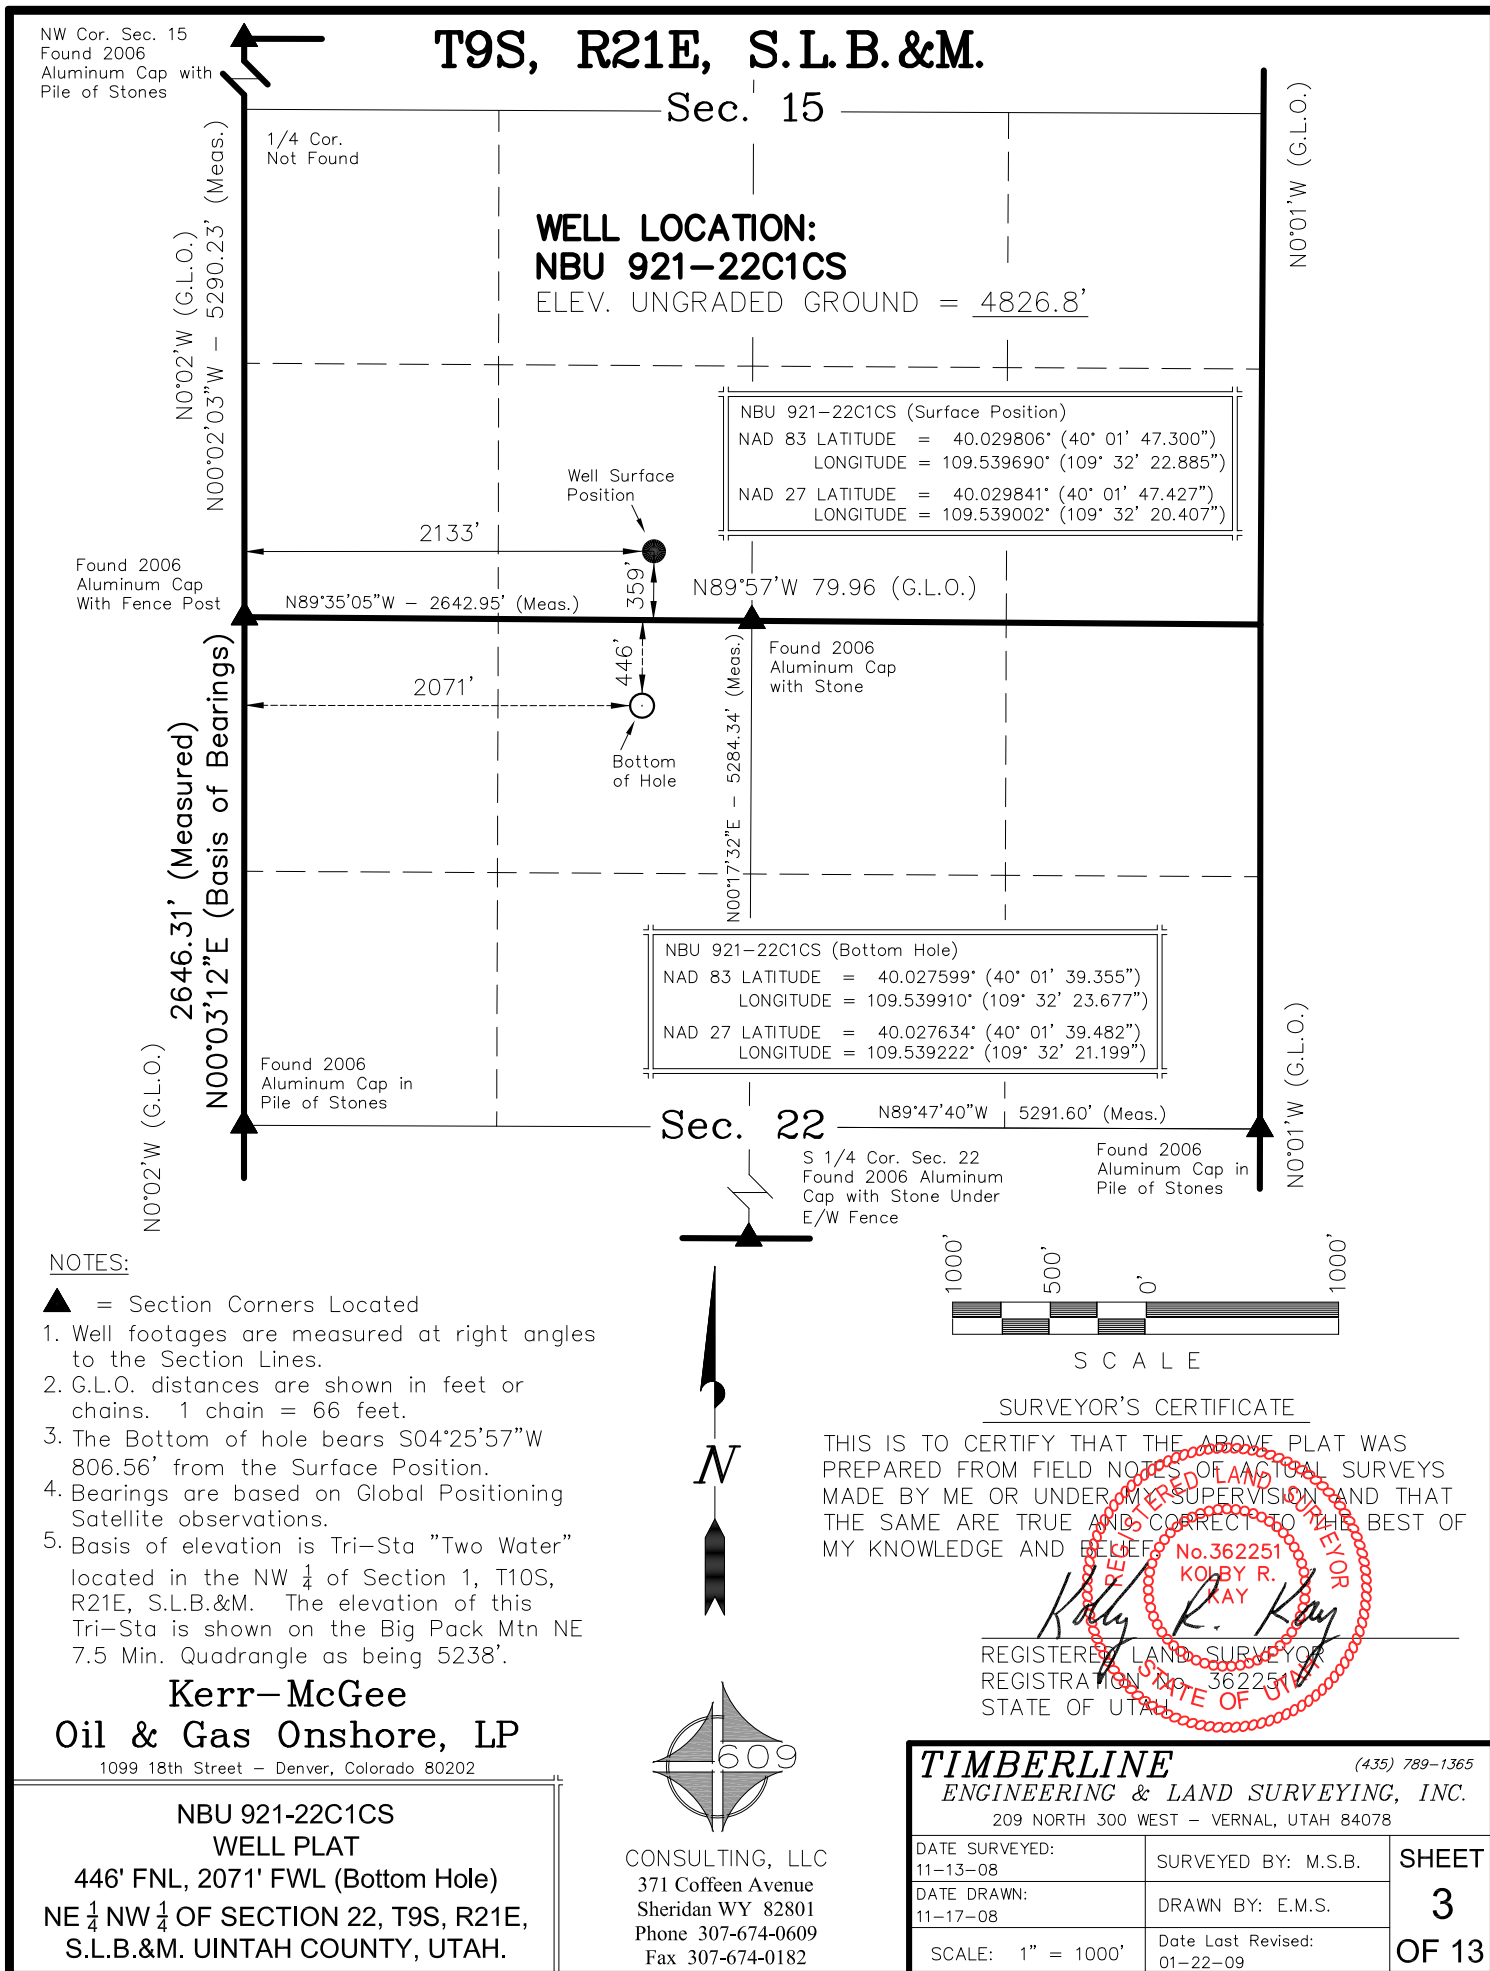 T9S, R21E, S.L.B.&M.
NW Cor. Sec. 15
Found 2006
Aluminum Cap with
Pile of Stones
Sec. 15
1/4 Cor.
Not Found
N0°02'W (G.L.O.)
N00°02'03"W - 5290.23' (Meas.)
N0°01'W (G.L.O.)
WELL LOCATION:
NBU 921-22C1CS
ELEV. UNGRADED GROUND = 4826.8'
NBU 921-22C1CS (Surface Position)
NAD 83 LATITUDE = 40.029806° (40° 01' 47.300")
LONGITUDE = 109.539690° (109° 32' 22.885")
NAD 27 LATITUDE = 40.029841° (40° 01' 47.427")
LONGITUDE = 109.539002° (109° 32' 20.407")
Well Surface
Position
2133'
359'
Found 2006
Aluminum Cap
With Fence Post
N89°35'05"W - 2642.95' (Meas.)
N89°57'W 79.96 (G.L.O.)
446'
Found 2006
Aluminum Cap
with Stone
2071'
Bottom
of Hole
N00°17'32"E - 5284.34' (Meas.)
2646.31' (Measured)
N00°03'12"E (Basis of Bearings)
NBU 921-22C1CS (Bottom Hole)
NAD 83 LATITUDE = 40.027599° (40° 01' 39.355")
LONGITUDE = 109.539910° (109° 32' 23.677")
NAD 27 LATITUDE = 40.027634° (40° 01' 39.482")
LONGITUDE = 109.539222° (109° 32' 21.199")
N0°02'W (G.L.O.)
Found 2006
Aluminum Cap in
Pile of Stones
Sec. 22
N89°47'40"W 5291.60' (Meas.)
N0°01'W (G.L.O.)
S 1/4 Cor. Sec. 22
Found 2006 Aluminum
Cap with Stone Under
E/W Fence
Found 2006
Aluminum Cap in
Pile of Stones
NOTES:
▲ = Section Corners Located
1. Well footages are measured at right angles
to the Section Lines.
2. G.L.O. distances are shown in feet or
chains. 1 chain = 66 feet.
3. The Bottom of hole bears S04°25'57"W
806.56' from the Surface Position.
4. Bearings are based on Global Positioning
Satellite observations.
5. Basis of elevation is Tri-Sta "Two Water"
located in the NW 1/4 of Section 1, T10S,
R21E, S.L.B.&M. The elevation of this
Tri-Sta is shown on the Big Pack Mtn NE
7.5 Min. Quadrangle as being 5238'.
N
1000' 500' 0' 1000'
SCALE
SURVEYOR'S CERTIFICATE
THIS IS TO CERTIFY THAT THE ABOVE PLAT WAS
PREPARED FROM FIELD NOTES OF ACTUAL SURVEYS
MADE BY ME OR UNDER MY SUPERVISION AND THAT
THE SAME ARE TRUE AND CORRECT TO THE BEST OF
MY KNOWLEDGE AND BELIEF.
REGISTERED LAND SURVEYOR
No.362251
KOLBY R.
KAY
STATE OF UTAH
Kolby R. Kay
REGISTERED LAND SURVEYOR
REGISTRATION No. 362251
STATE OF UTAH
Kerr-McGee
Oil & Gas Onshore, LP
1099 18th Street - Denver, Colorado 80202
NBU 921-22C1CS
WELL PLAT
446' FNL, 2071' FWL (Bottom Hole)
NE 1/4 NW 1/4 OF SECTION 22, T9S, R21E,
S.L.B.&M. UINTAH COUNTY, UTAH.
609
CONSULTING, LLC
371 Coffeen Avenue
Sheridan WY 82801
Phone 307-674-0609
Fax 307-674-0182
TIMBERLINE (435) 789-1365
ENGINEERING & LAND SURVEYING, INC.
209 NORTH 300 WEST - VERNAL, UTAH 84078
DATE SURVEYED:
11-13-08
SURVEYED BY: M.S.B.
DATE DRAWN:
11-17-08
DRAWN BY: E.M.S.
SCALE: 1" = 1000'
Date Last Revised:
01-22-09
SHEET
3
OF 13